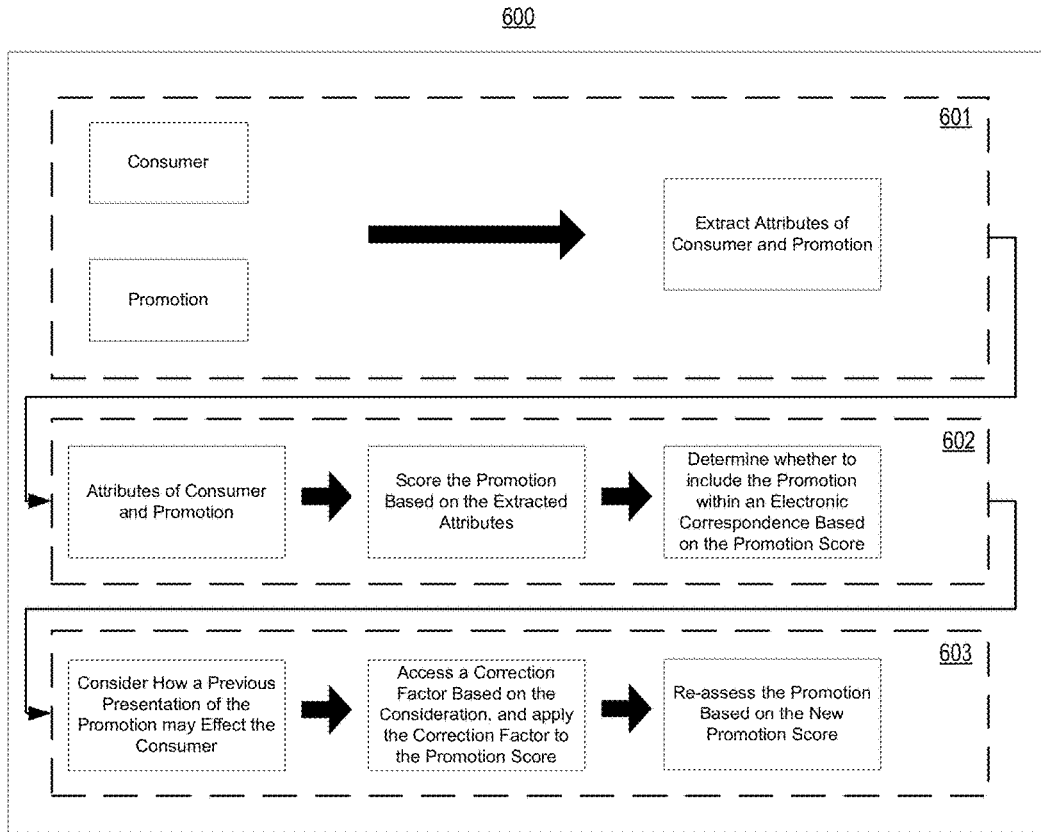 600
601
Consumer
Promotion
Extract Attributes of
Consumer and Promotion
602
Attributes of Consumer
and Promotion
Score the Promotion
Based on the Extracted
Attributes
Determine whether to
include the Promotion
within an Electronic
Correspondence Based
on the Promotion Score
603
Consider How a Previous
Presentation of the
Promotion may Effect the
Consumer
Access a Correction
Factor Based on the
Consideration, and apply
the Correction Factor to
the Promotion Score
Re-assess the Promotion
Based on the New
Promotion Score